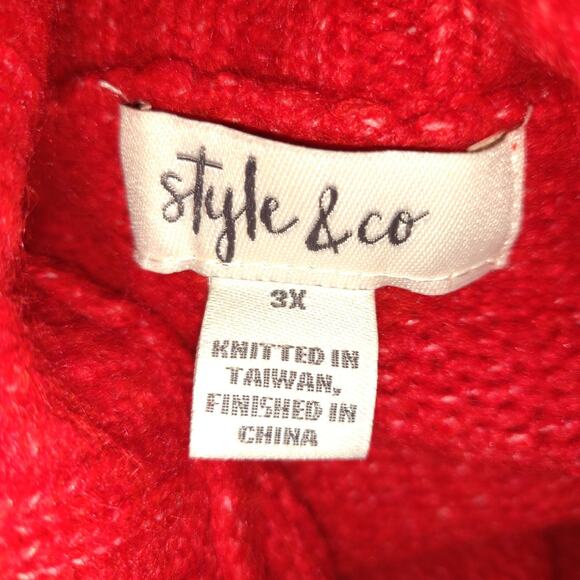 style & co
3X
KNITTED IN
TAIWAN,
FINISHED IN
CHINA